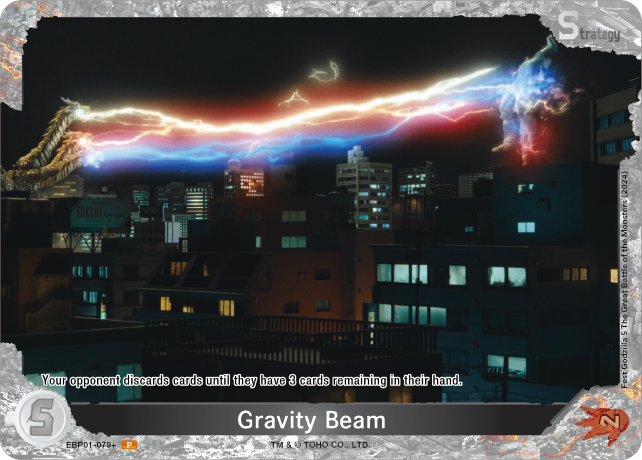 Strategy
Fest Godzilla 5 The Great Battle of the Monsters (2024)
Your opponent discards cards until they have 3 cards remaining in their hand.
S
Gravity Beam
2
EBP01-079+ P
TM & © TOHO CO., LTD.